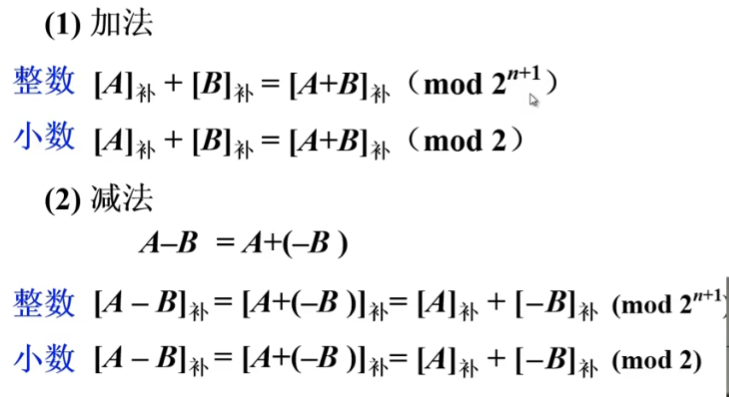 (1) 加法
整数 [A]补 + [B]补 = [A+B]补（mod 2ⁿ⁺¹）
小数 [A]补 + [B]补 = [A+B]补（mod 2）
(2) 减法
A–B = A+(–B )
整数 [A – B]补 = [A+(–B )]补 = [A]补 + [–B]补 (mod 2ⁿ⁺¹)
小数 [A – B]补 = [A+(–B )]补 = [A]补 + [–B]补 (mod 2)